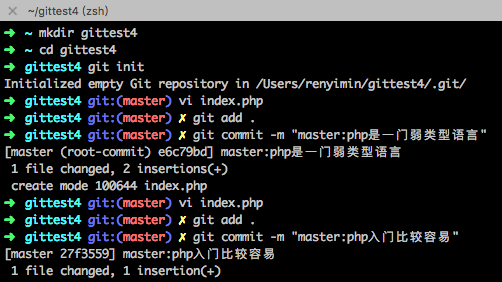 ✕ ~/gittest4 (zsh)
➜ ~ mkdir gittest4
➜ ~ cd gittest4
➜ gittest4 git init
Initialized empty Git repository in /Users/renyimin/gittest4/.git/
➜ gittest4 git:(master) vi index.php
➜ gittest4 git:(master) ✗ git add .
➜ gittest4 git:(master) ✗ git commit -m "master:php是一门弱类型语言"
[master (root-commit) e6c79bd] master:php是一门弱类型语言
1 file changed, 2 insertions(+)
create mode 100644 index.php
➜ gittest4 git:(master) vi index.php
➜ gittest4 git:(master) ✗ git add .
➜ gittest4 git:(master) ✗ git commit -m "master:php入门比较容易"
[master 27f3559] master:php入门比较容易
1 file changed, 1 insertion(+)